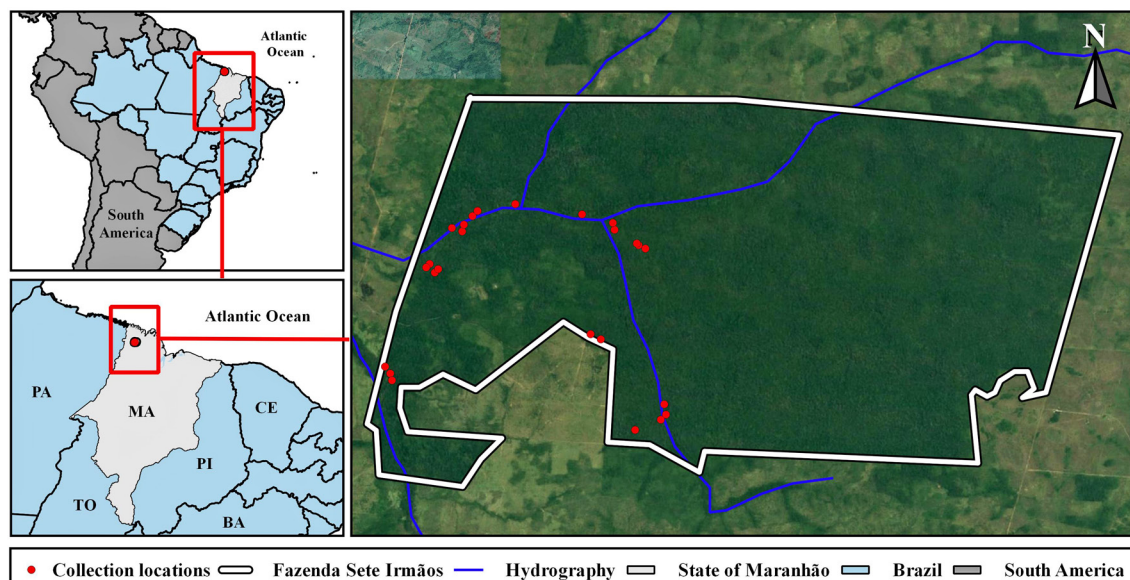 Atlantic
Ocean
South
America
N
Atlantic Ocean
PA
MA
CE
PI
TO
BA
Collection locations
Fazenda Sete Irmãos
Hydrography
State of Maranhão
Brazil
South America